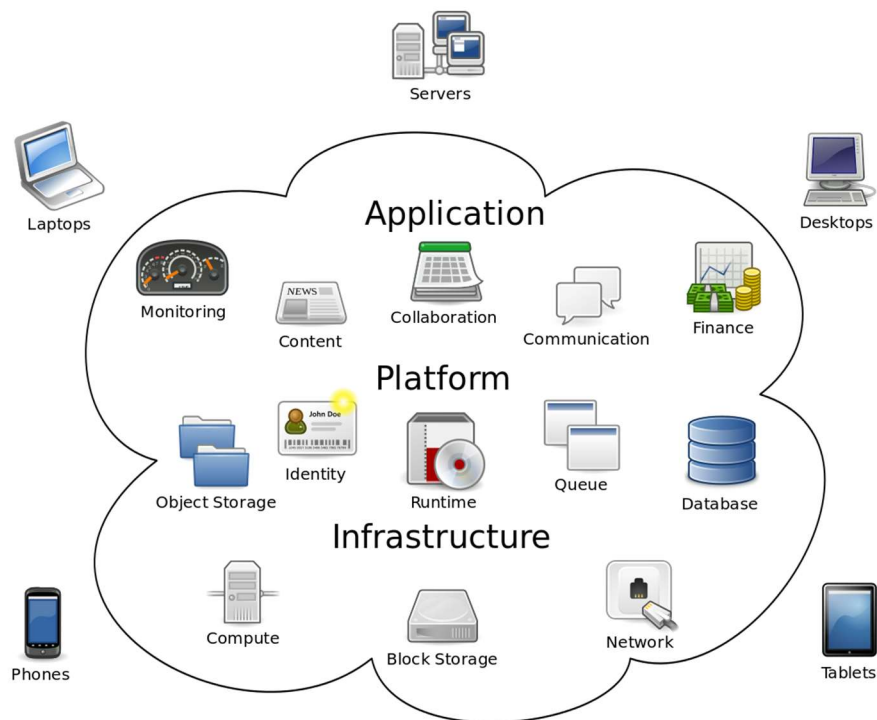 Servers
Laptops
Desktops
Application
Monitoring
NEWS
Content
Collaboration
Communication
Finance
Platform
Object Storage
John Doe
Identity
Runtime
Queue
Database
Infrastructure
Compute
Block Storage
Network
Phones
Tablets